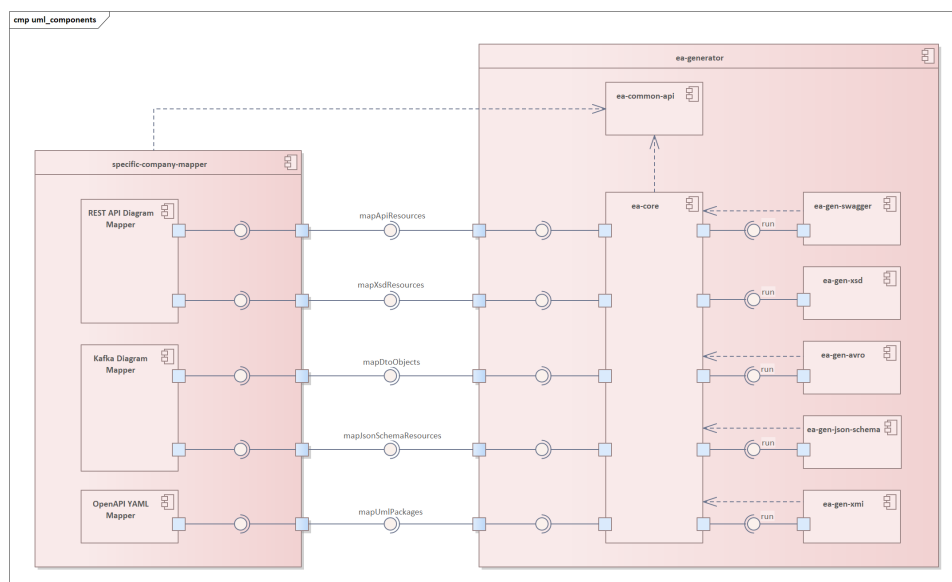 cmp uml_components
ea-generator
ea-common-api
specific-company-mapper
REST API Diagram
Mapper
mapApiResources
ea-core
run
ea-gen-swagger
mapXsdResources
run
ea-gen-xsd
Kafka Diagram
Mapper
mapDtoObjects
run
ea-gen-avro
mapJsonSchemaResources
run
ea-gen-json-schema
OpenAPI YAML
Mapper
mapUmlPackages
run
ea-gen-xmi